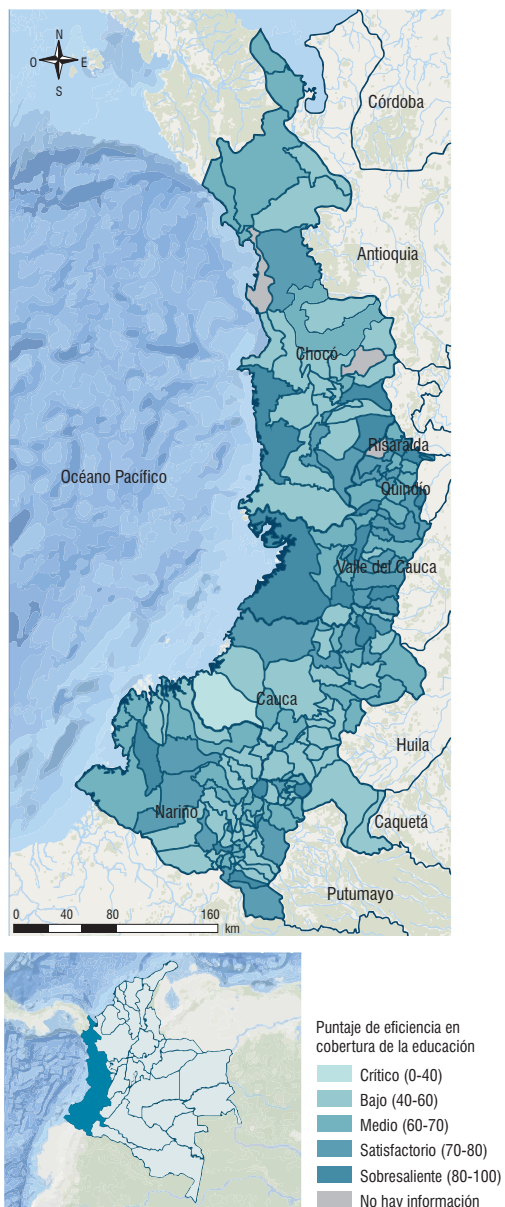 N
O E
S
Córdoba
Antioquia
Chocó
Risaralda
Océano Pacífico
Quindío
Valle del Cauca
Cauca
Huila
Nariño
Caquetá
Putumayo
0 40 80 160
km
Puntaje de eficiencia en
cobertura de la educación
Crítico (0-40)
Bajo (40-60)
Medio (60-70)
Satisfactorio (70-80)
Sobresaliente (80-100)
No hay información